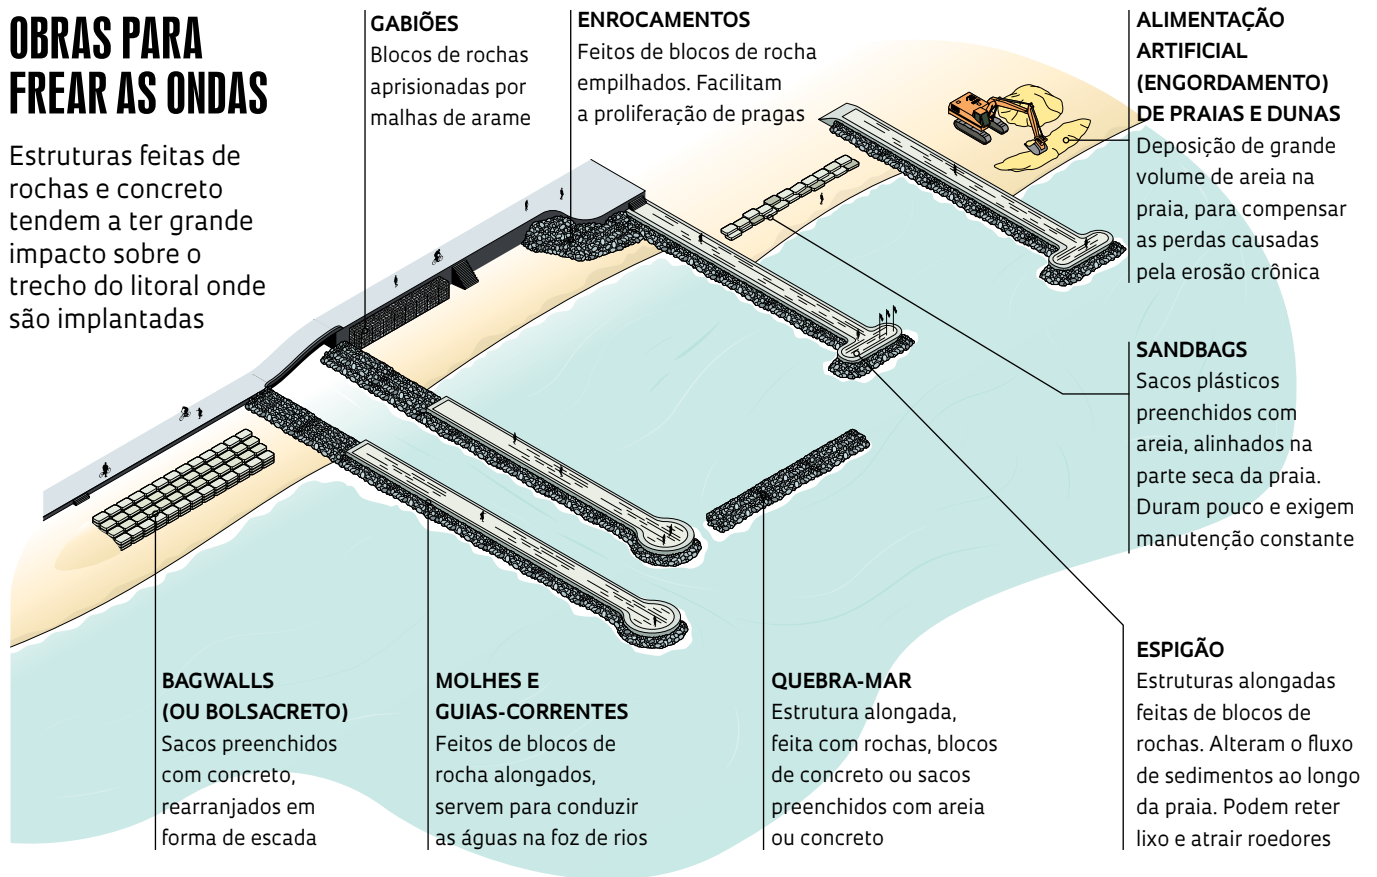 OBRAS PARA
FREAR AS ONDAS
Estruturas feitas de
rochas e concreto
tendem a ter grande
impacto sobre o
trecho do litoral onde
são implantadas
GABIÕES
Blocos de rochas
aprisionadas por
malhas de arame
ENROCAMENTOS
Feitos de blocos de rocha
empilhados. Facilitam
a proliferação de pragas
ALIMENTAÇÃO
ARTIFICIAL
(ENGORDAMENTO)
DE PRAIAS E DUNAS
Deposição de grande
volume de areia na
praia, para compensar
as perdas causadas
pela erosão crônica
SANDBAGS
Sacos plásticos
preenchidos com
areia, alinhados na
parte seca da praia.
Duram pouco e exigem
manutenção constante
BAGWALLS
(OU BOLSACRETO)
Sacos preenchidos
com concreto,
rearranjados em
forma de escada
MOLHES E
GUIAS-CORRENTES
Feitos de blocos de
rocha alongados,
servem para conduzir
as águas na foz de rios
QUEBRA-MAR
Estrutura alongada,
feita com rochas, blocos
de concreto ou sacos
preenchidos com areia
ou concreto
ESPIGÃO
Estruturas alongadas
feitas de blocos de
rochas. Alteram o fluxo
de sedimentos ao longo
da praia. Podem reter
lixo e atrair roedores